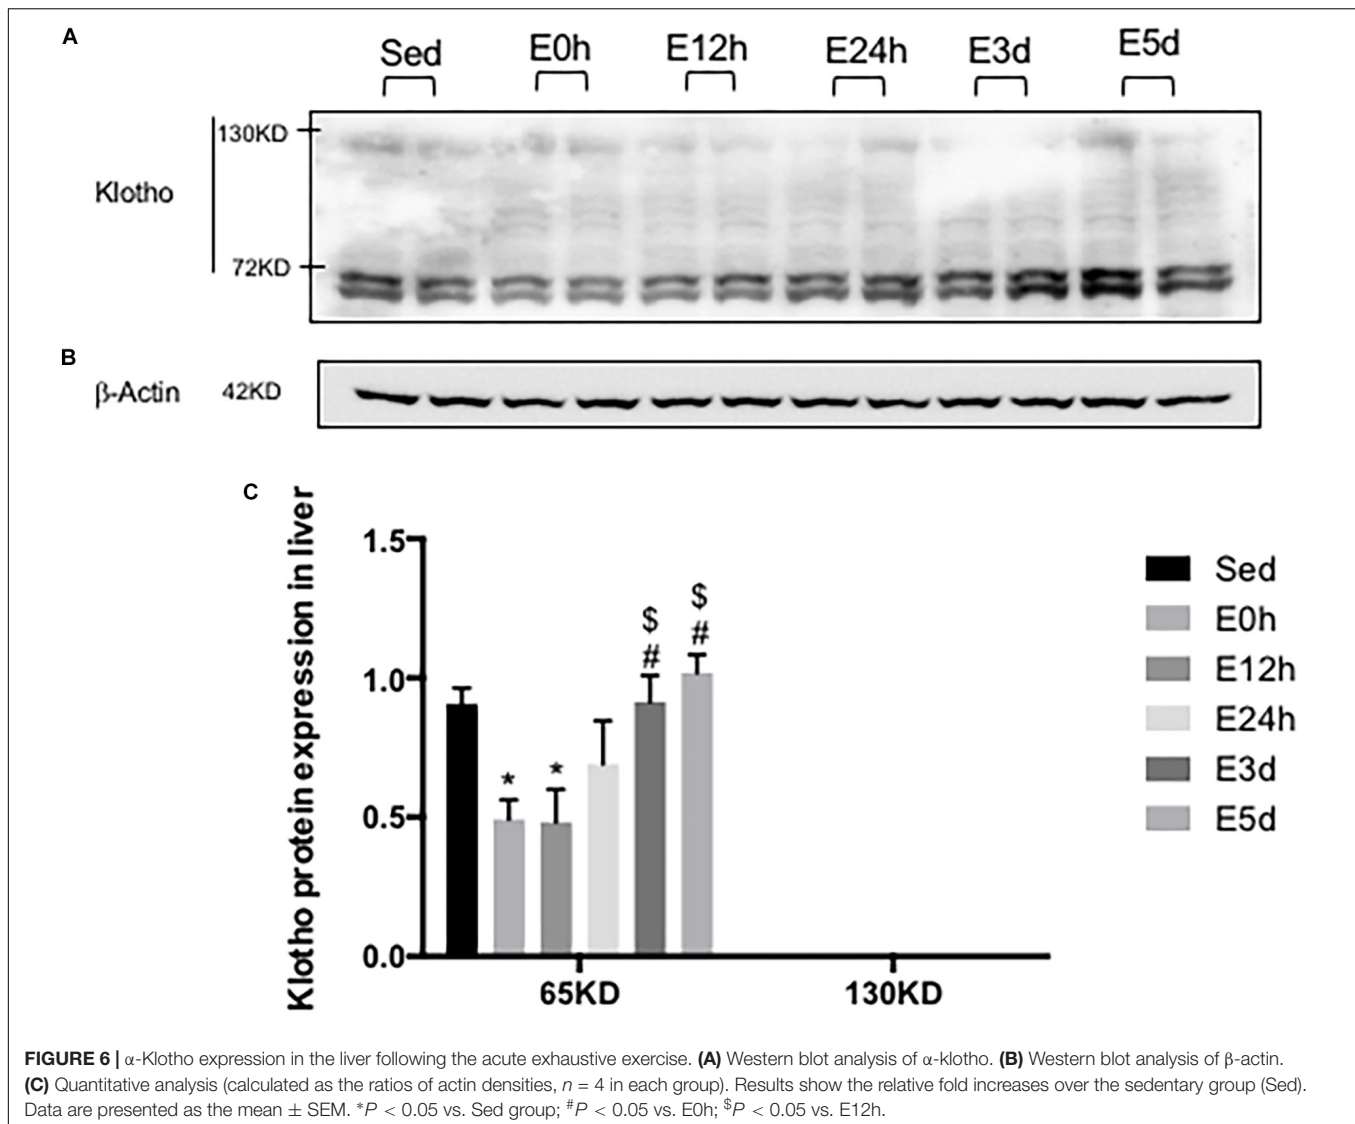 A
Sed E0h E12h E24h E3d E5d
130KD
Klotho
72KD
B
β-Actin 42KD
C
Klotho protein expression in liver
1.5
1.0
0.5
0.0
* * $ # $ #
65KD 130KD
Sed
E0h
E12h
E24h
E3d
E5d
FIGURE 6 | α-Klotho expression in the liver following the acute exhaustive exercise. (A) Western blot analysis of α-klotho. (B) Western blot analysis of β-actin.
(C) Quantitative analysis (calculated as the ratios of actin densities, n = 4 in each group). Results show the relative fold increases over the sedentary group (Sed).
Data are presented as the mean ± SEM. *P < 0.05 vs. Sed group; #P < 0.05 vs. E0h; $P < 0.05 vs. E12h.